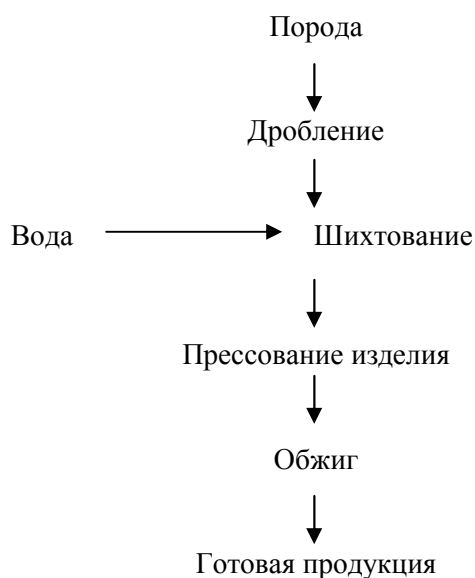 Порода
Дробление
Вода
Шихтование
Прессование изделия
Обжиг
Готовая продукция